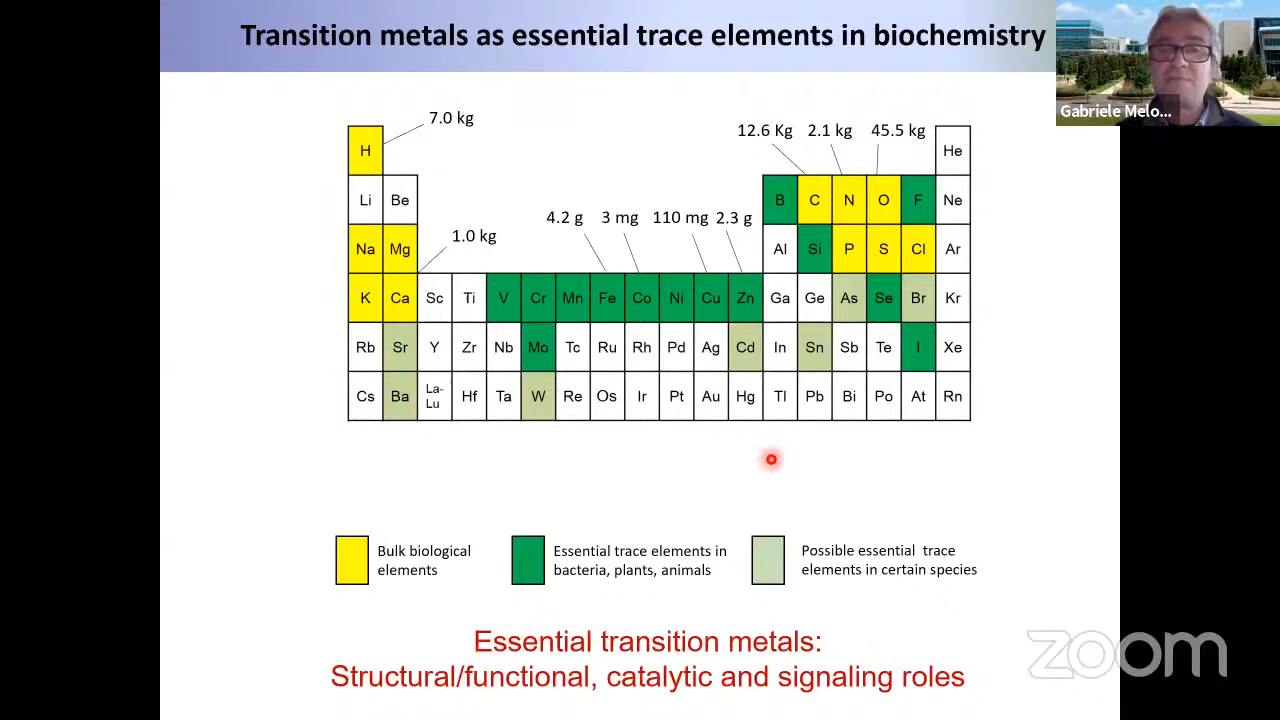 Transition metals as essential trace elements in biochemistry
Gabriele Melo...
7.0 kg
12.6 Kg 2.1 kg 45.5 kg
H He
Li Be B C N O F Ne
4.2 g 3 mg 110 mg 2.3 g
1.0 kg
Na Mg Al Si P S Cl Ar
K Ca Sc Ti V Cr Mn Fe Co Ni Cu Zn Ga Ge As Se Br Kr
Rb Sr Y Zr Nb Mo Tc Ru Rh Pd Ag Cd In Sn Sb Te I Xe
Cs Ba La-Lu Hf Ta W Re Os Ir Pt Au Hg Tl Pb Bi Po At Rn
Bulk biological
elements
Essential trace elements in
bacteria, plants, animals
Possible essential trace
elements in certain species
Essential transition metals:
Structural/functional, catalytic and signaling roles
zoom